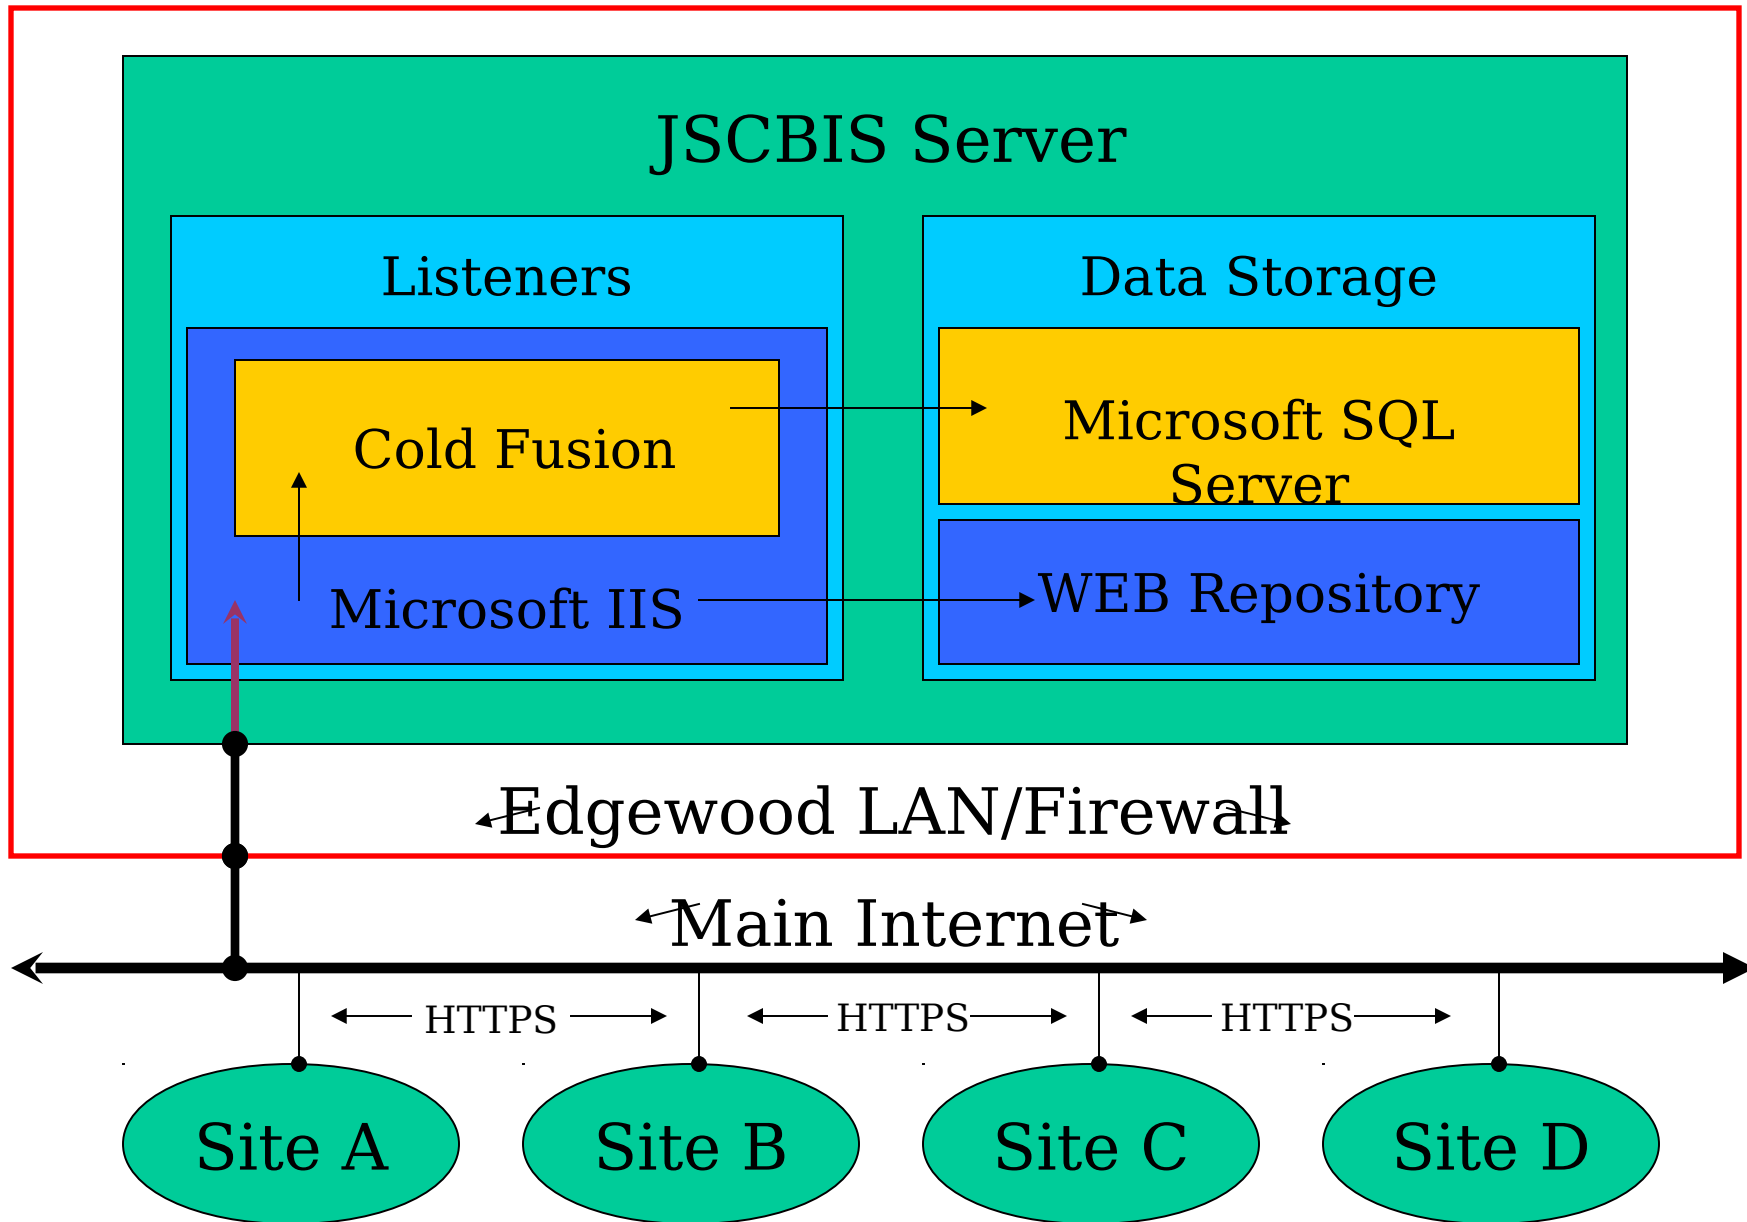 JSCBIS Server
Listeners
Data Storage
Cold Fusion
Microsoft SQL
Server
Microsoft IIS
WEB Repository
Edgewood LAN/Firewall
Main Internet
HTTPS
HTTPS
HTTPS
Site A
Site B
Site C
Site D